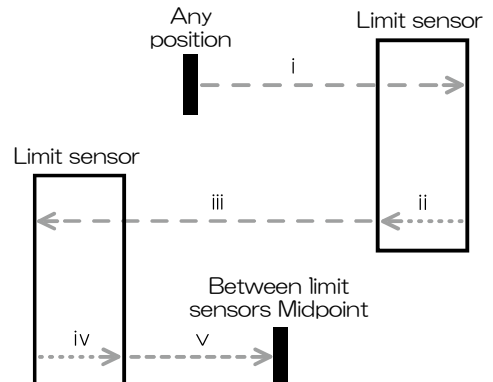 Any
position
Limit sensor
i
Limit sensor
iii
ii
Between limit
sensors Midpoint
iv
v